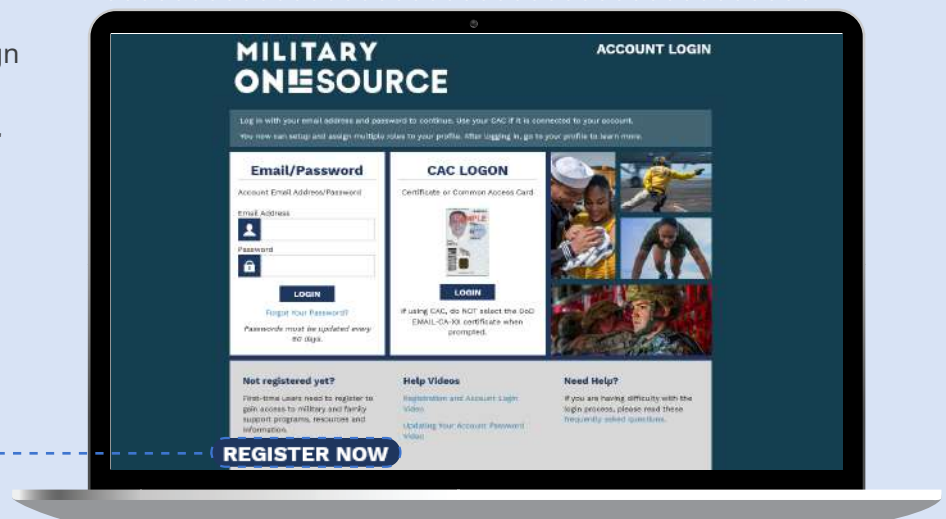 gn
MILITARY
ONESOURCE
ACCOUNT LOGIN
Log in with your email address and password to continue. Use your CAC if it is connected to your account.
You now can setup and assign multiple roles to your profile. After logging in, go to your profile to learn more.
Email/Password
Account Email Address/Password
Email Address
Password
LOGIN
Forgot Your Password?
Passwords must be updated every
60 days.
CAC LOGON
Certificate or Common Access Card
LOGIN
If using CAC, do NOT select the DoD
EMAIL-CA-XX certificate when
prompted.
Not registered yet?
First-time users need to register to
gain access to military and family
support programs, resources and
information.
REGISTER NOW
Help Videos
Registration and Account Login
Video
Updating Your Account Password
Video
Need Help?
If you are having difficulty with the
login process, please read these
frequently asked questions.